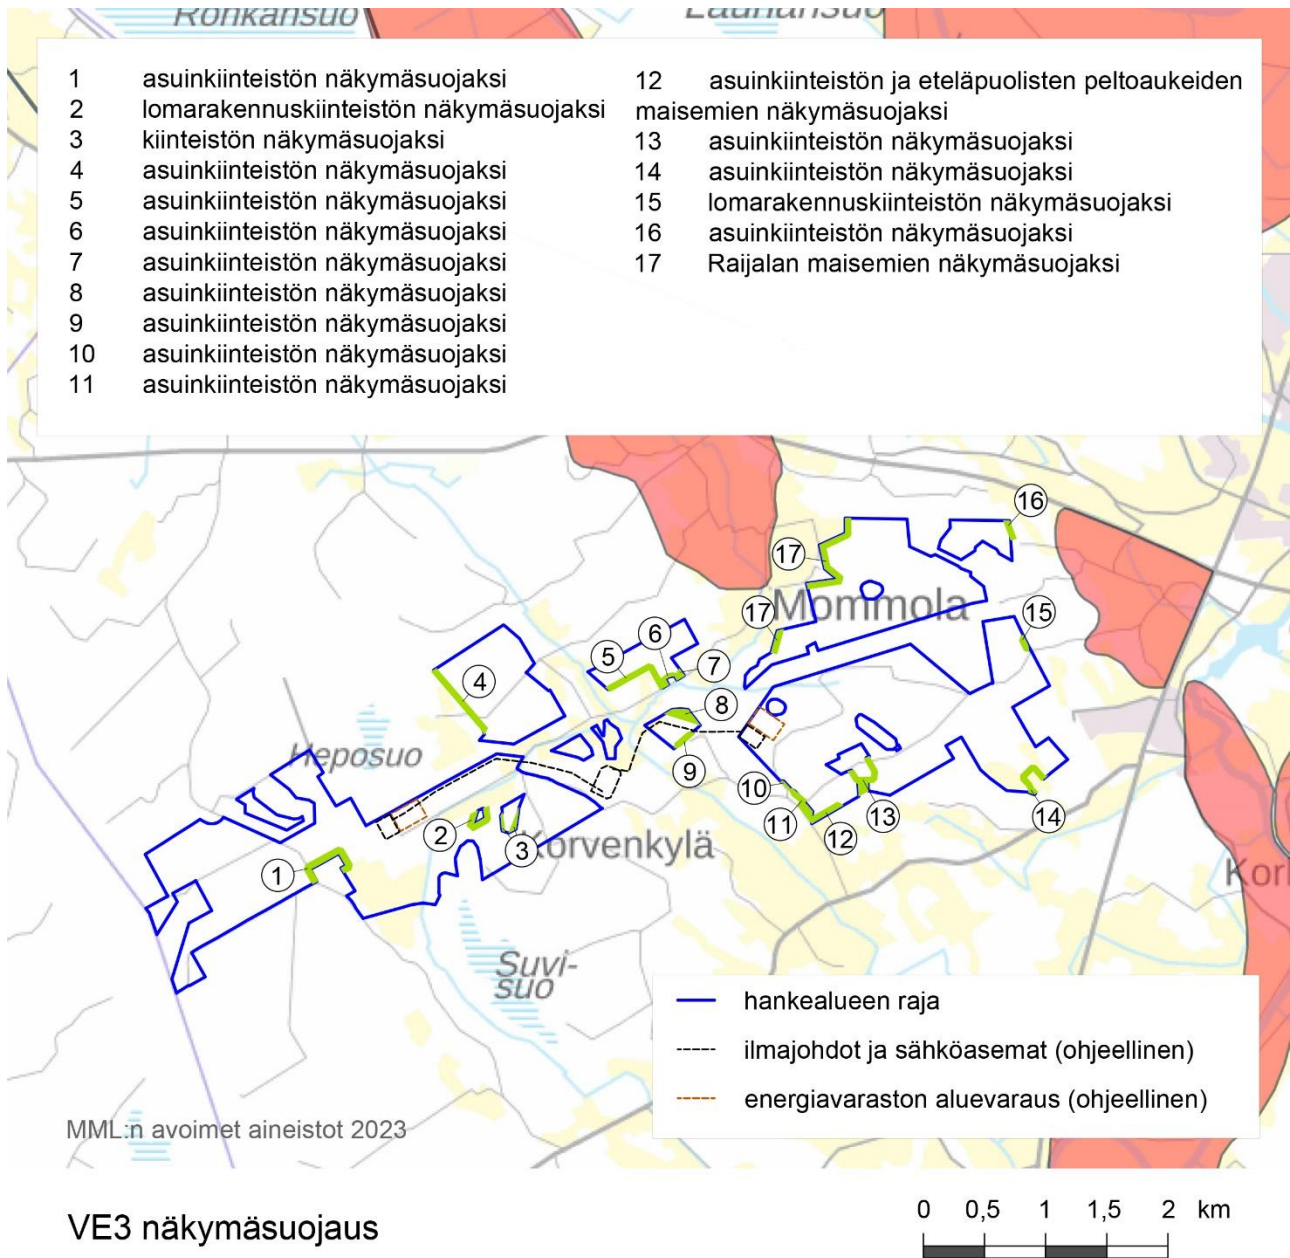 Ronkansuo
Lauhansuo
1 asuinkiinteistön näkymäsuojaksi
2 lomarakennuskiinteistön näkymäsuojaksi
3 kiinteistön näkymäsuojaksi
4 asuinkiinteistön näkymäsuojaksi
5 asuinkiinteistön näkymäsuojaksi
6 asuinkiinteistön näkymäsuojaksi
7 asuinkiinteistön näkymäsuojaksi
8 asuinkiinteistön näkymäsuojaksi
9 asuinkiinteistön näkymäsuojaksi
10 asuinkiinteistön näkymäsuojaksi
11 asuinkiinteistön näkymäsuojaksi
12 asuinkiinteistön ja eteläpuolisten peltoaukeiden
maisemien näkymäsuojaksi
13 asuinkiinteistön näkymäsuojaksi
14 asuinkiinteistön näkymäsuojaksi
15 lomarakennuskiinteistön näkymäsuojaksi
16 asuinkiinteistön näkymäsuojaksi
17 Raijalan maisemien näkymäsuojaksi
16
17
Mommola
17
15
6
5
7
4
8
Heposuo
9
10
11
12
13
14
2
3
Korvenkylä
1
Kor
Suvi-
suo
hankealueen raja
ilmajohdot ja sähköasemat (ohjeellinen)
energiavaraston aluevaraus (ohjeellinen)
MML:n avoimet aineistot 2023
VE3 näkymäsuojaus
0 0,5 1 1,5 2 km